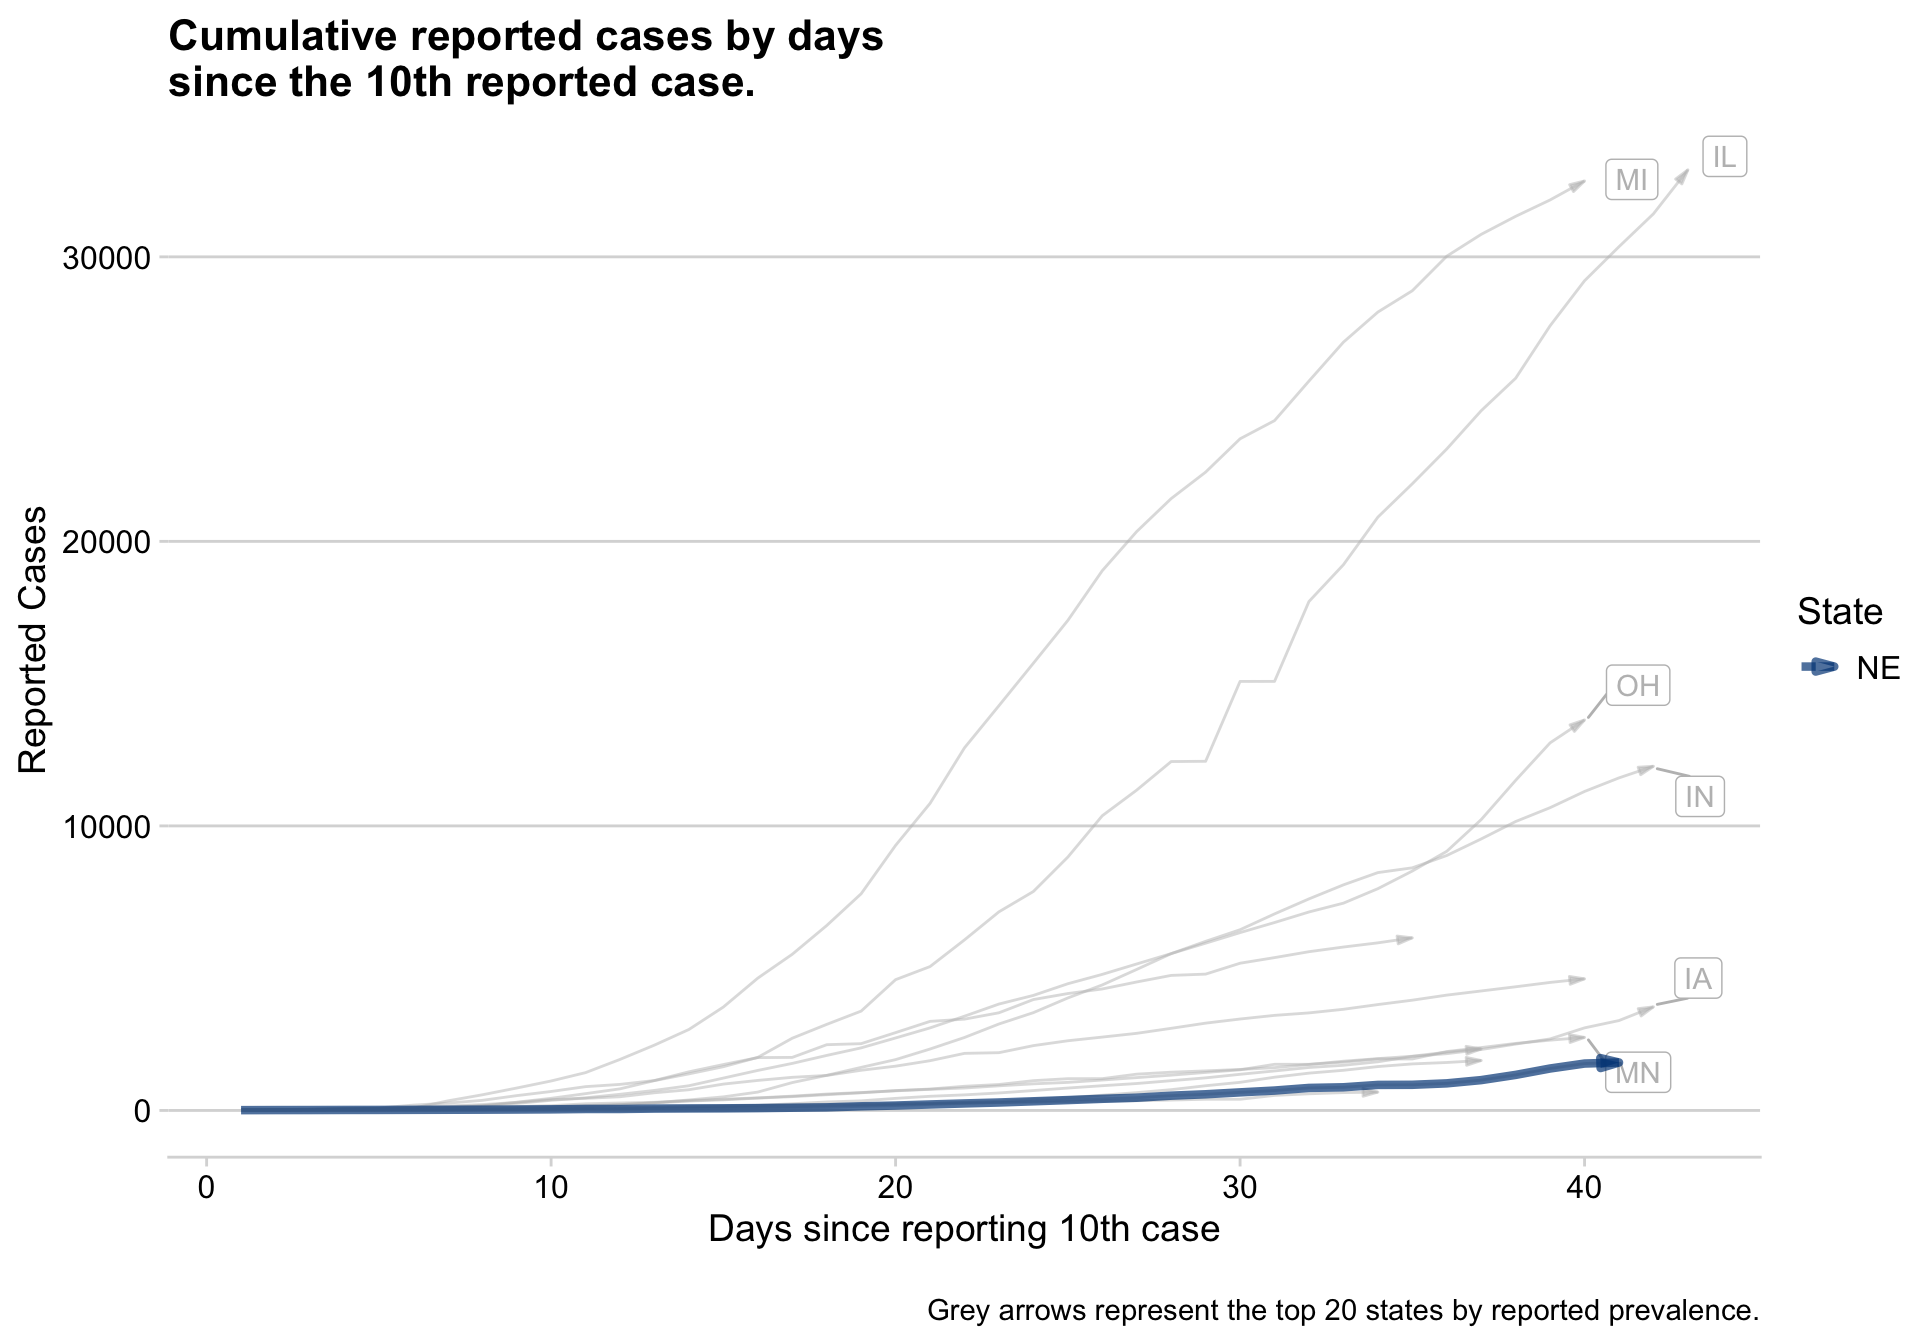 Cumulative reported cases by days
since the 10th reported case.
IL
MI
30000
20000
Reported Cases
State
NE
OH
IN
10000
IA
MN
0
0 10 20 30 40
Days since reporting 10th case
Grey arrows represent the top 20 states by reported prevalence.